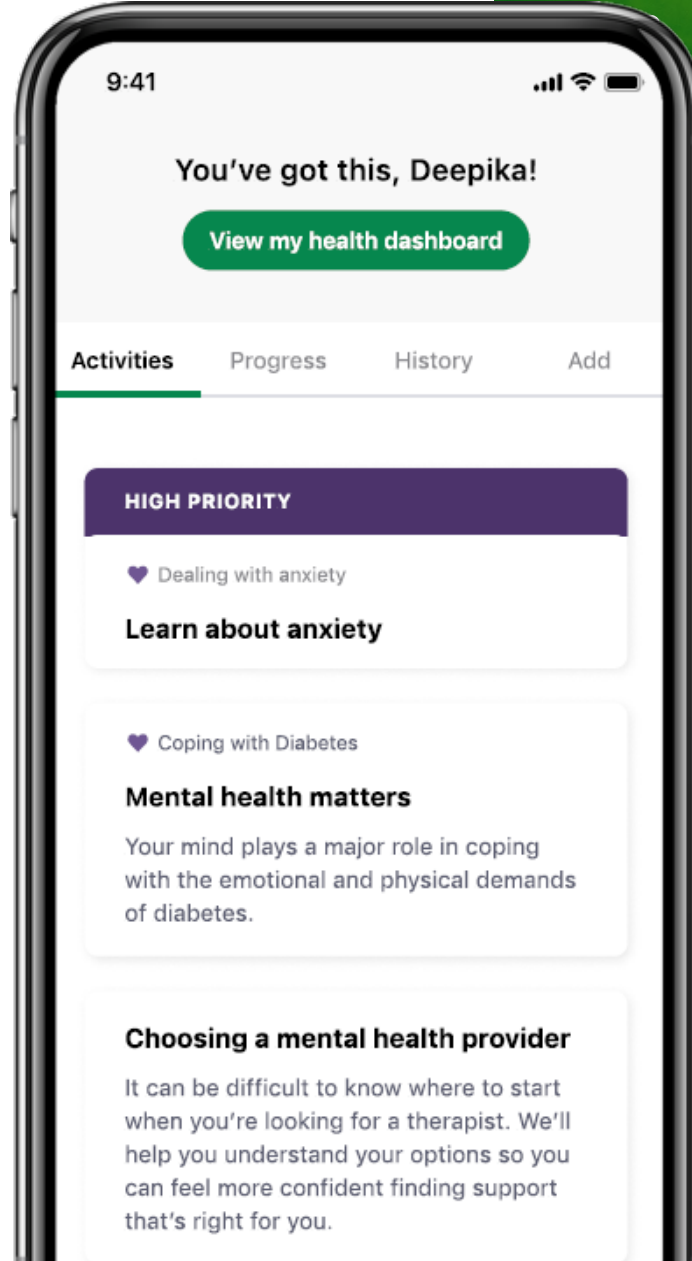 9:41
You've got this, Deepika!
View my health dashboard
Activities Progress History Add
HIGH PRIORITY
Dealing with anxiety
Learn about anxiety
Coping with Diabetes
Mental health matters
Your mind plays a major role in coping
with the emotional and physical demands
of diabetes.
Choosing a mental health provider
It can be difficult to know where to start
when you're looking for a therapist. We'll
help you understand your options so you
can feel more confident finding support
that's right for you.